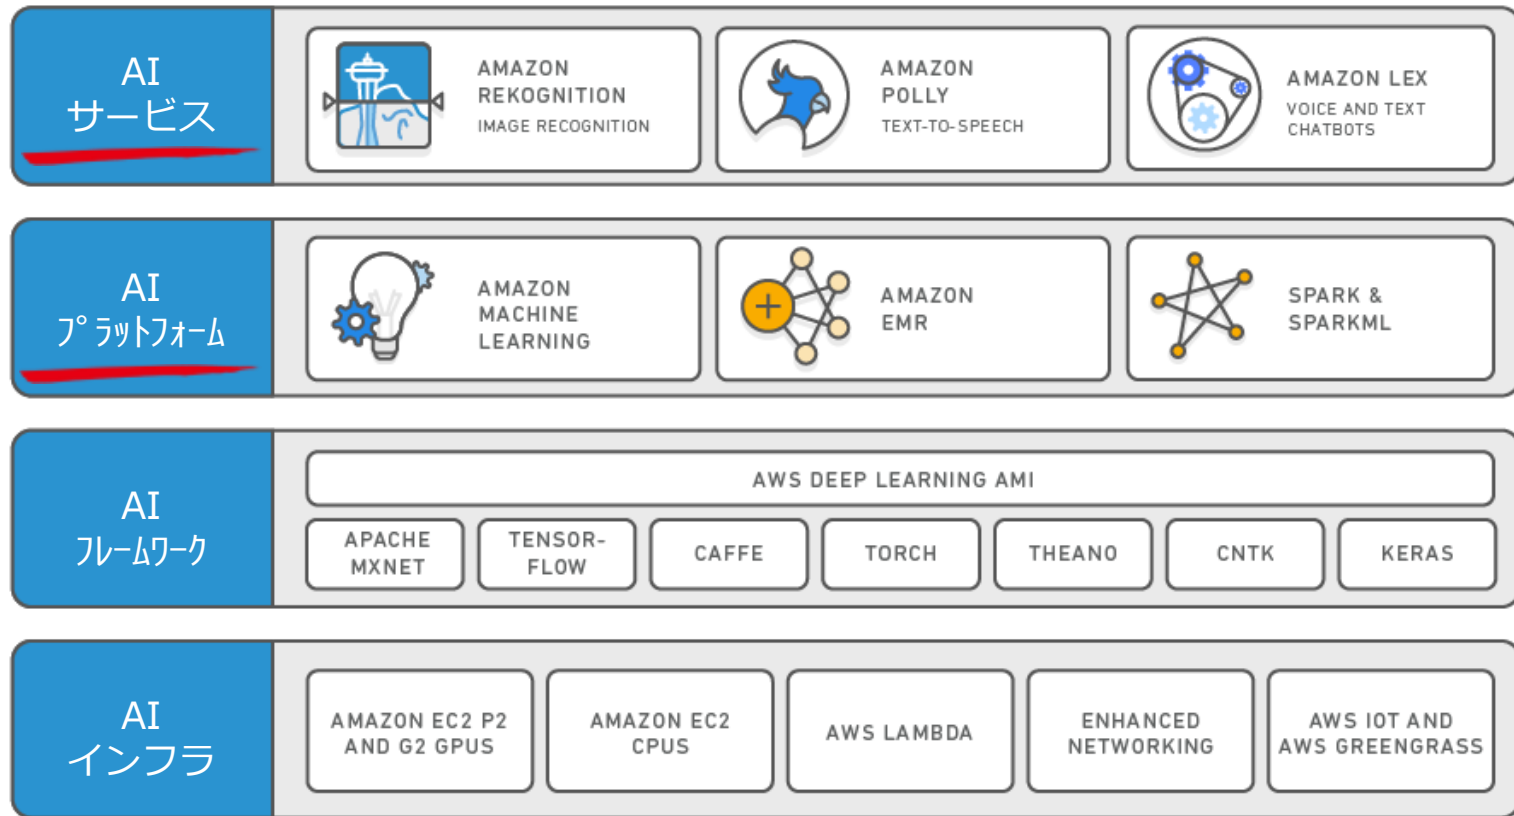 AI
サービス
AMAZON
REKOGNITION
IMAGE RECOGNITION
AMAZON
POLLY
TEXT-TO-SPEECH
AMAZON LEX
VOICE AND TEXT
CHATBOTS
AI
プラットフォーム
AMAZON
MACHINE
LEARNING
AMAZON
EMR
SPARK &
SPARKML
AI
フレームワーク
AWS DEEP LEARNING AMI
APACHE
MXNET
TENSOR-
FLOW
CAFFE
TORCH
THEANO
CNTK
KERAS
AI
インフラ
AMAZON EC2 P2
AND G2 GPUS
AMAZON EC2
CPUS
AWS LAMBDA
ENHANCED
NETWORKING
AWS IOT AND
AWS GREENGRASS